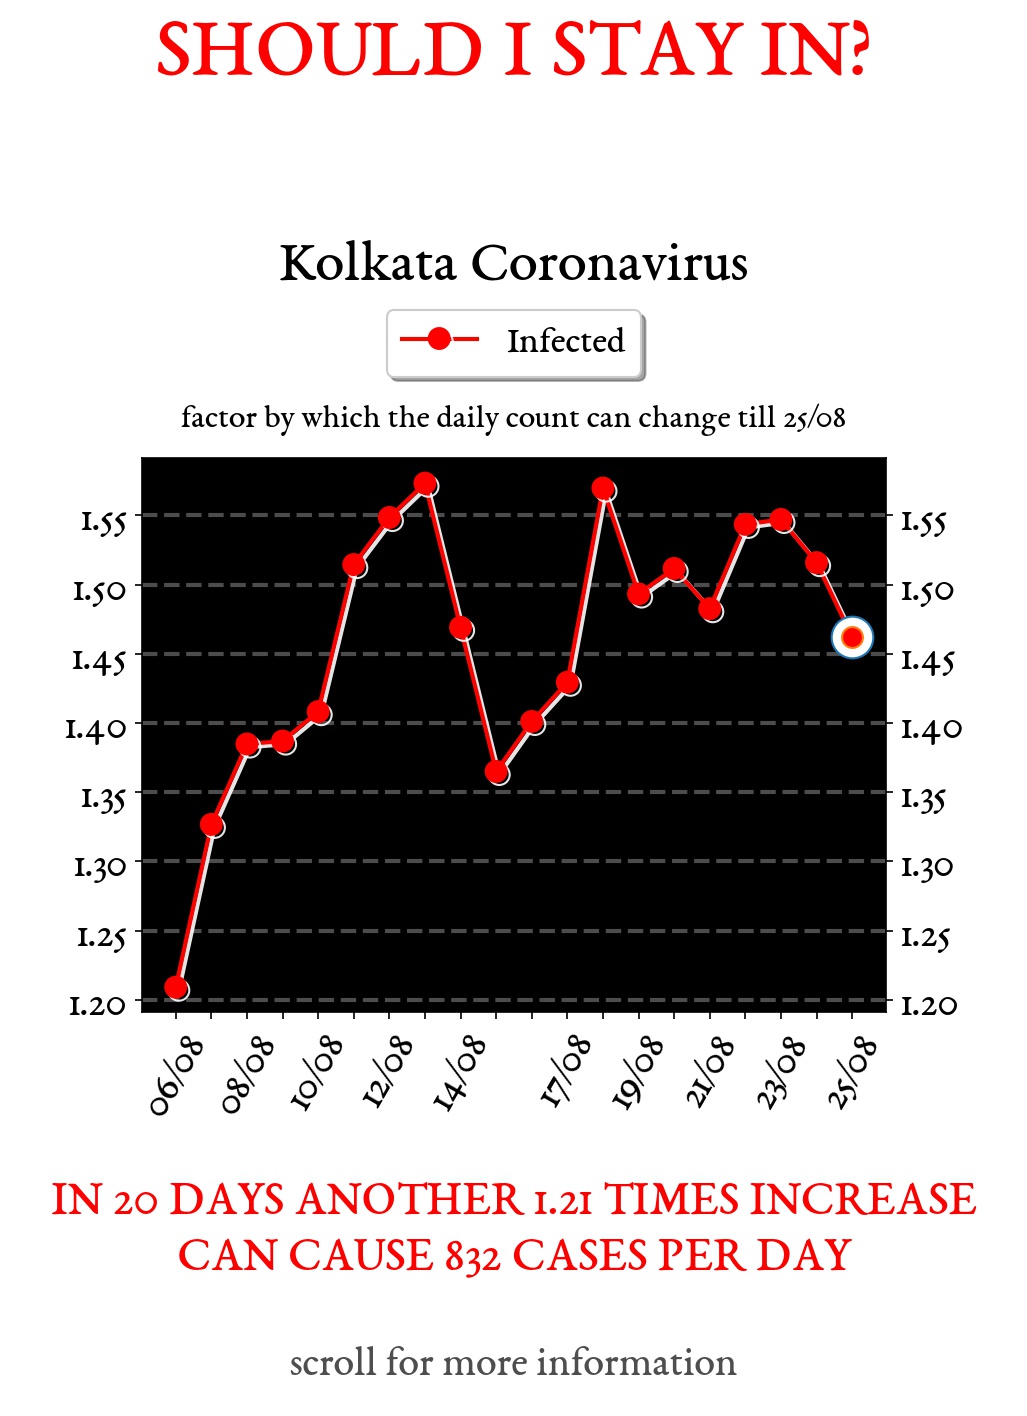 SHOULD I STAY IN?
Kolkata Coronavirus
Infected
factor by which the daily count can change till 25/08
1.55 1.55
1.50 1.50
1.45 1.45
1.40 1.40
1.35 1.35
1.30 1.30
1.25 1.25
1.20 1.20
06/08 08/08 10/08 12/08 14/08 17/08 19/08 21/08 23/08 25/08
IN 20 DAYS ANOTHER 1.21 TIMES INCREASE
CAN CAUSE 832 CASES PER DAY
scroll for more information